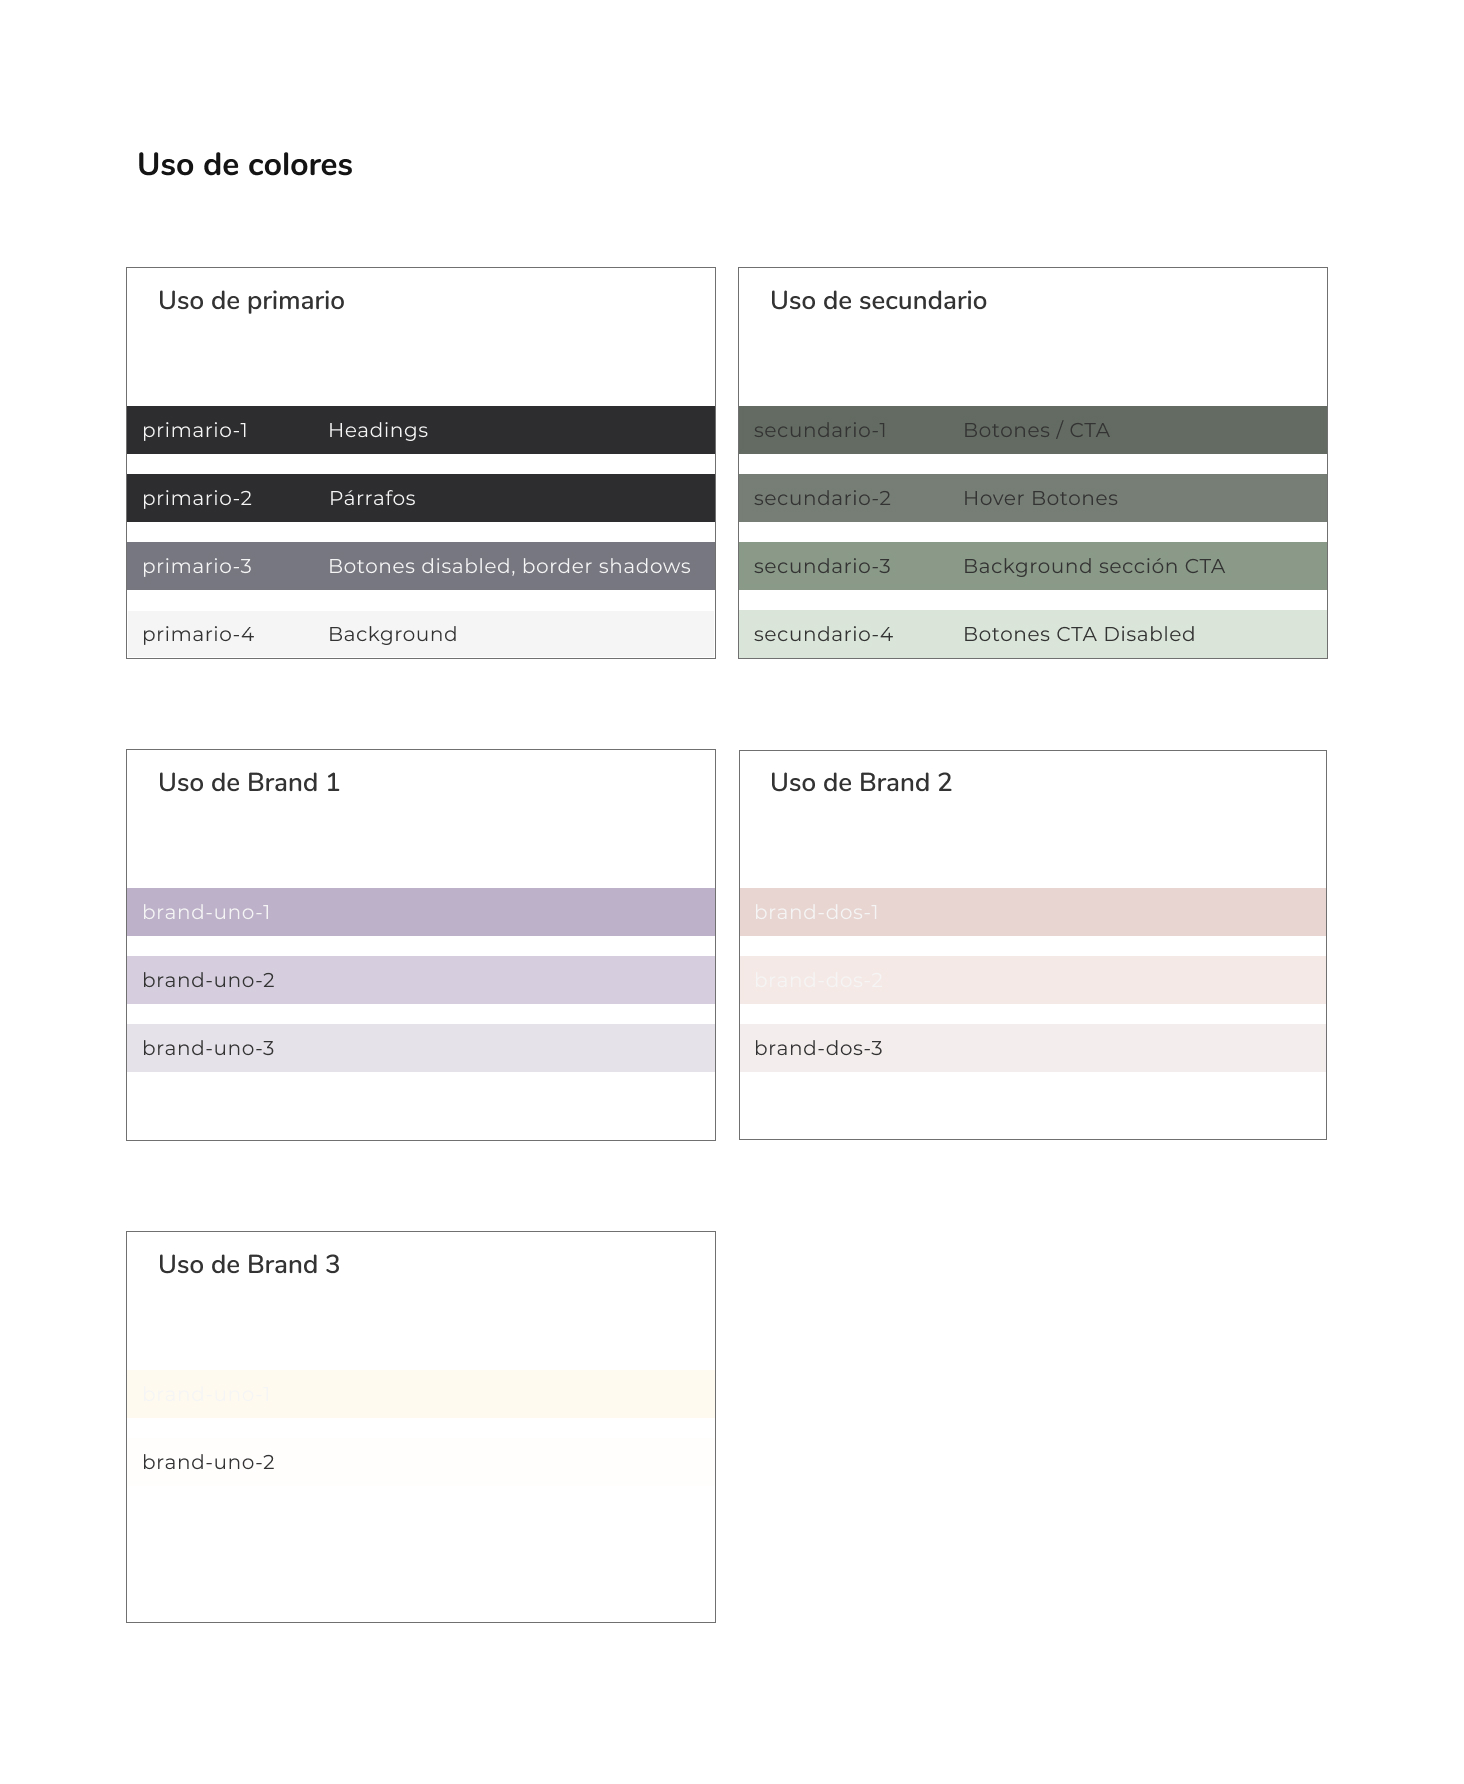 Uso de colores
Uso de primario
primario-1 Headings
primario-2 Párrafos
primario-3 Botones disabled, border shadows
primario-4 Background
Uso de secundario
secundario-1 Botones / CTA
secundario-2 Hover Botones
secundario-3 Background sección CTA
secundario-4 Botones CTA Disabled
Uso de Brand 1
brand-uno-1
brand-uno-2
brand-uno-3
Uso de Brand 2
brand-dos-1
brand-dos-2
brand-dos-3
Uso de Brand 3
brand-uno-1
brand-uno-2